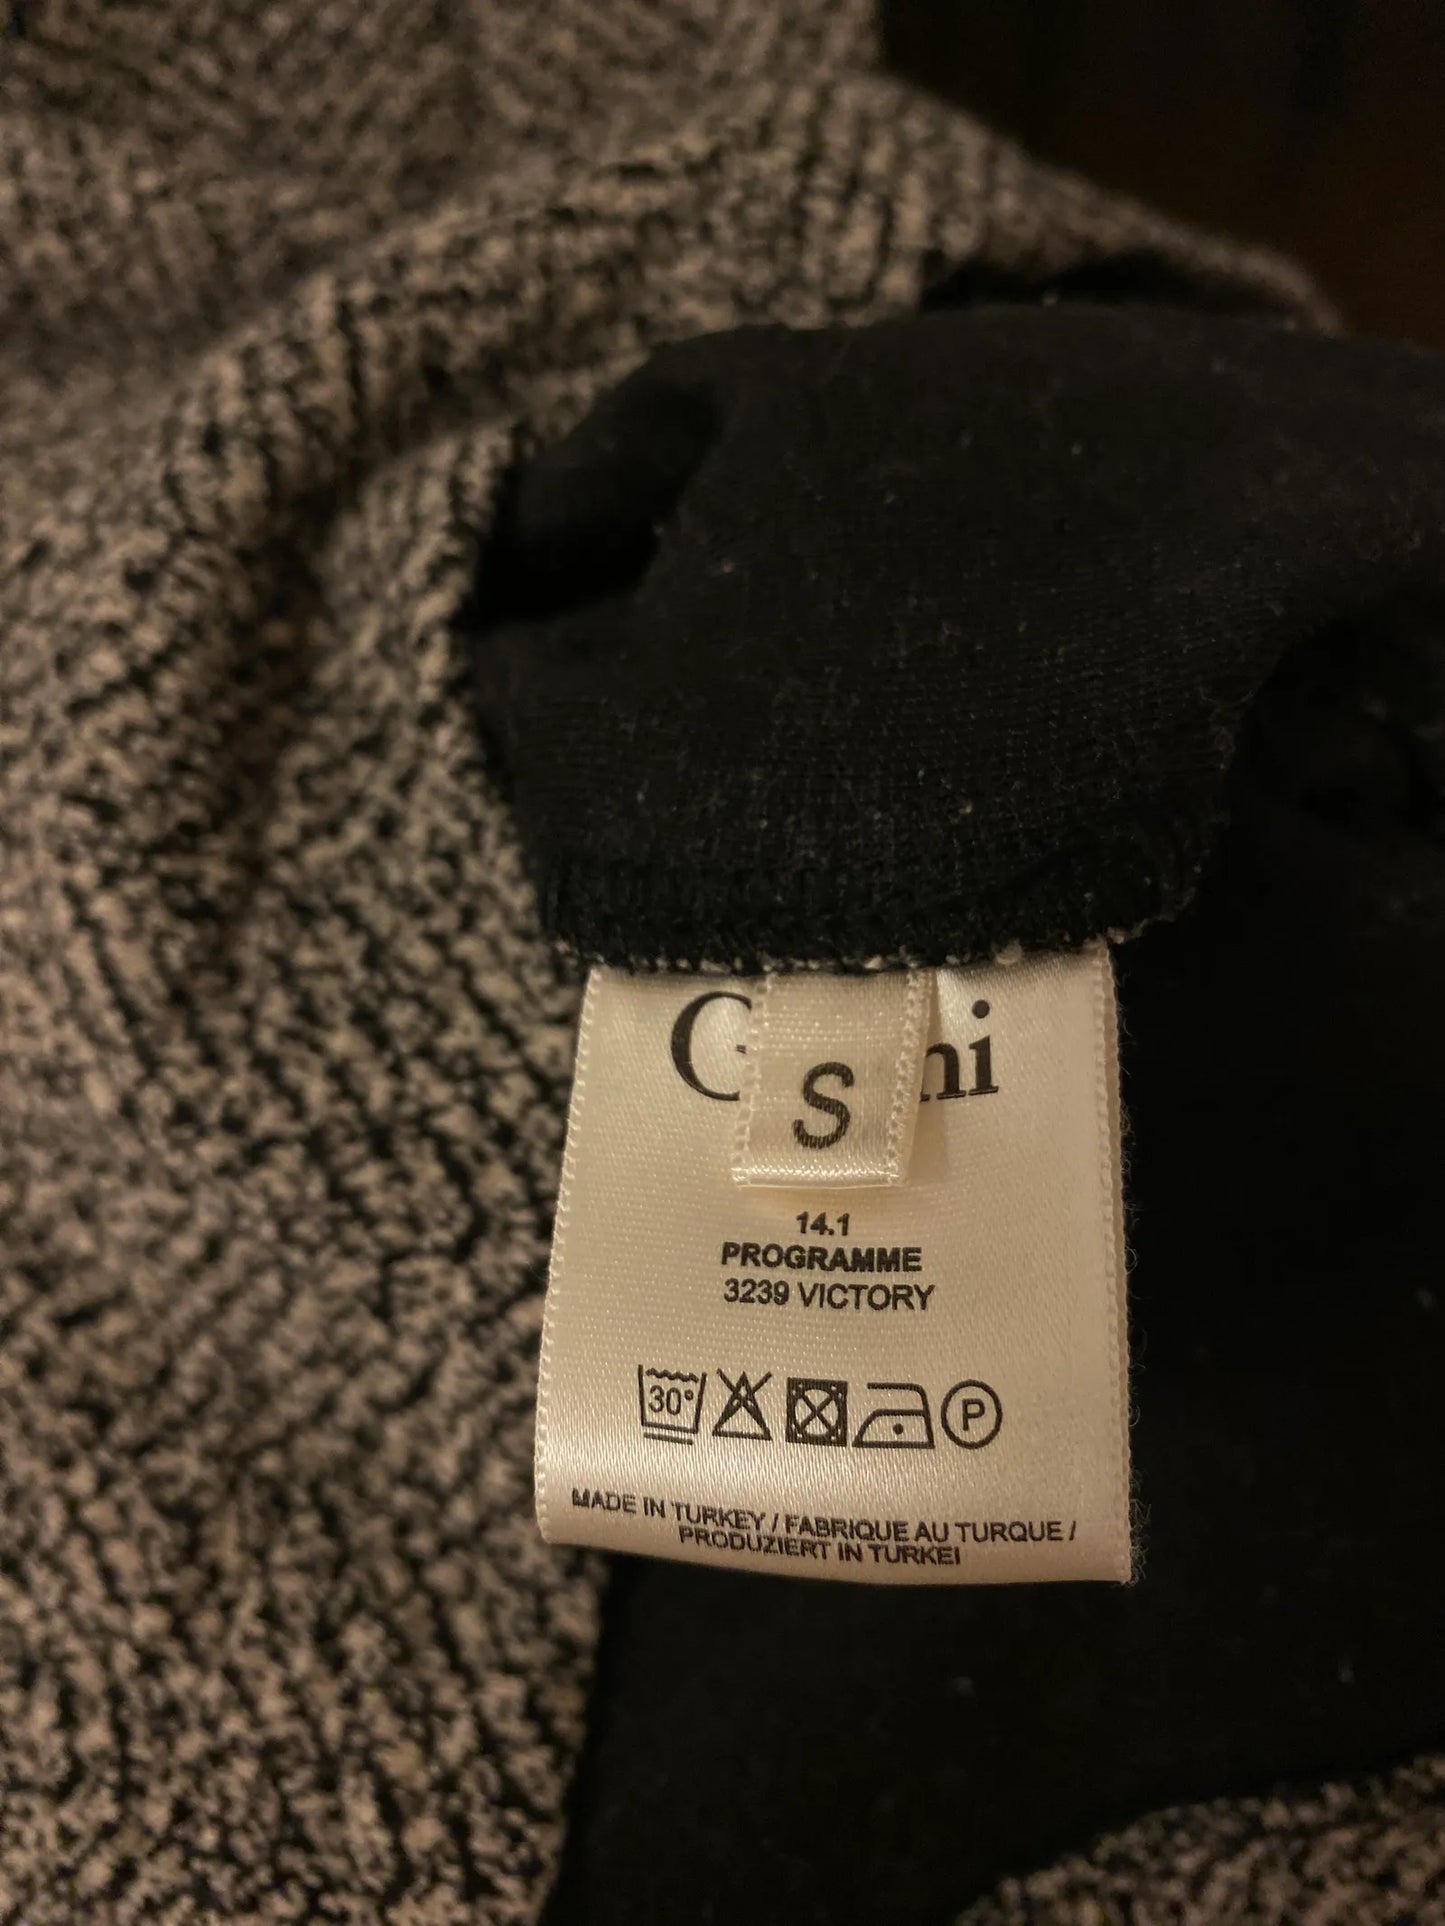 S
14.1
PROGRAMME
3239 VICTORY
30°
P
MADE IN TURKEY / FABRIQUE AU TURQUE /
PRODUZIERT IN TURKEI